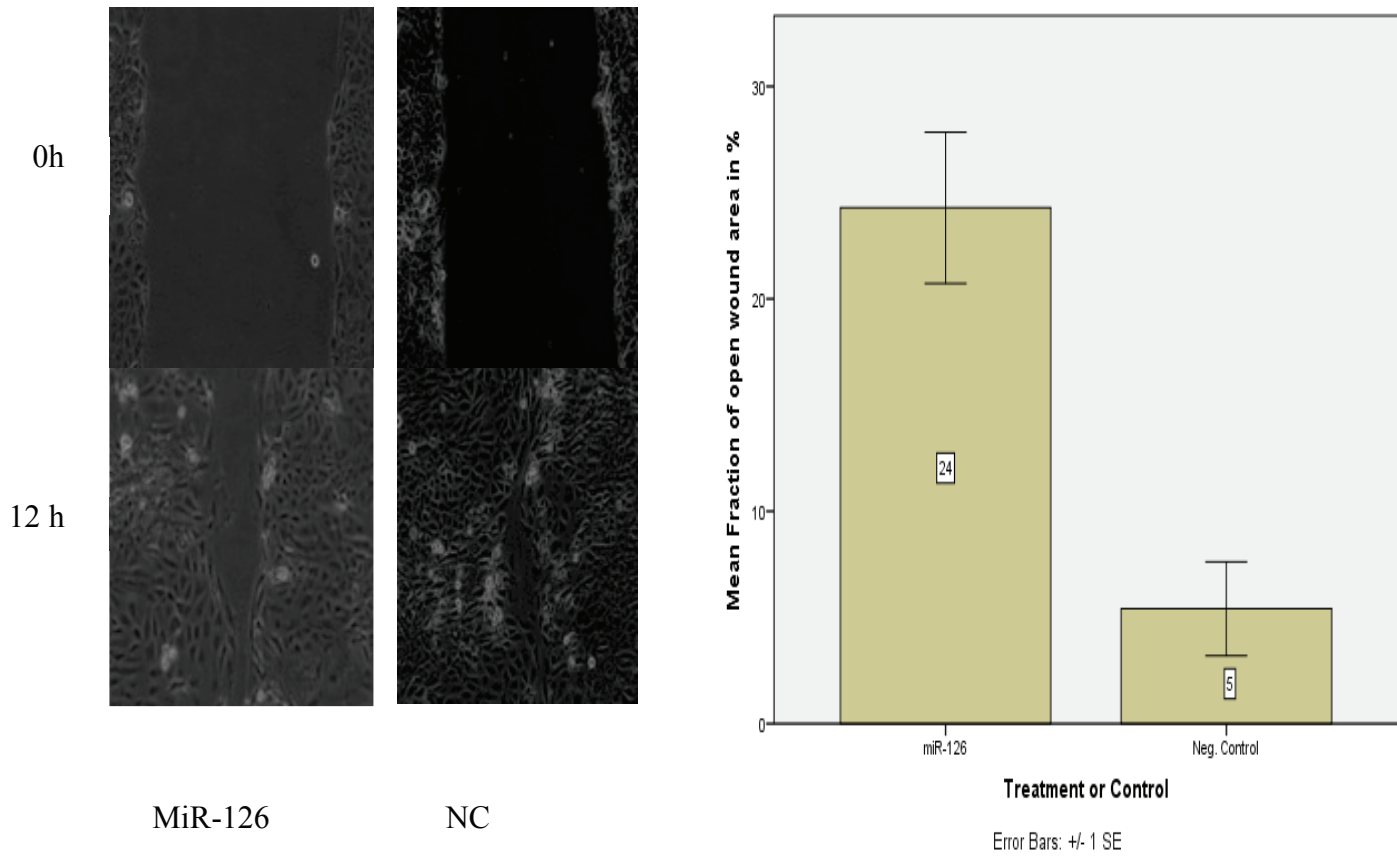 0h
12 h
MiR-126
NC
Mean Fraction of open wound area in %
30
20
10
0
24
5
miR-126
Neg. Control
Treatment or Control
Error Bars: +/- 1 SE